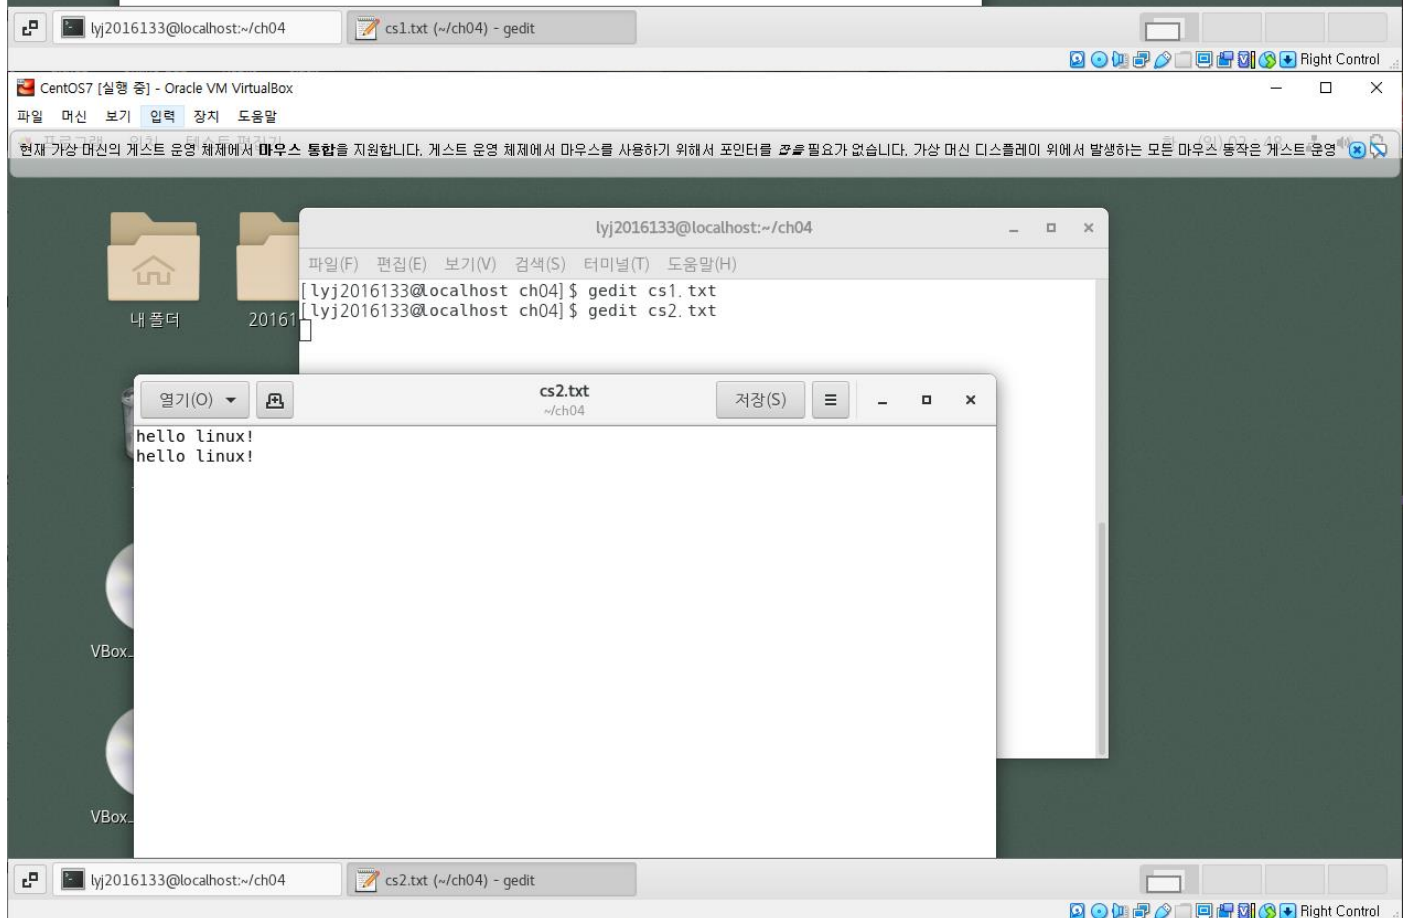 lyj2016133@localhost:~/ch04 cs1.txt (~/ch04) - gedit
Right Control
CentOS7 [실행 중] - Oracle VM VirtualBox
파일 머신 보기 입력 장치 도움말
현재 가상 머신의 게스트 운영 체제에서 마우스 통합을 지원합니다. 게스트 운영 체제에서 마우스를 사용하기 위해서 포인터를 잡을 필요가 없습니다. 가상 머신 디스플레이 위에서 발생하는 모든 마우스 동작은 게스트 운영
lyj2016133@localhost:~/ch04
파일(F) 편집(E) 보기(V) 검색(S) 터미널(T) 도움말(H)
[lyj2016133@localhost ch04]$ gedit cs1.txt
[lyj2016133@localhost ch04]$ gedit cs2.txt
내 폴더 20161
열기(O) cs2.txt 저장(S)
~/ch04
hello linux!
hello linux!
VBox_
VBox_
lyj2016133@localhost:~/ch04 cs2.txt (~/ch04) - gedit
Right Control